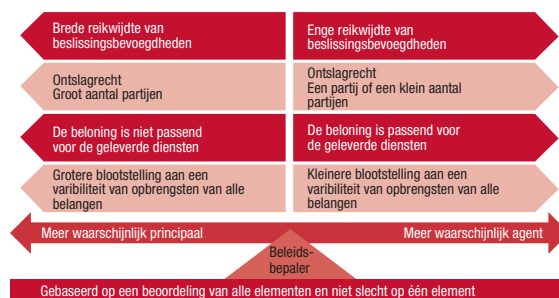 Brede reikwijdte van
beslissingsbevoegdheden
Enge reikwijdte van
beslissingsbevoegdheden
Ontslagrecht
Groot aantal partijen
Ontslagrecht
Een partij of een klein aantal
partijen
De beloning is niet passend
voor de geleverde diensten
De beloning is passend voor
de geleverde diensten
Grotere blootstelling aan een
varibiliteit van opbrengsten van alle
belangen
Kleinere blootstelling aan een
varibiliteit van opbrengsten van alle
belangen
Meer waarschijnlijk principaal
Meer waarschijnlijk agent
Beleids-
bepaler
Gebaseerd op een beoordeling van alle elementen en niet slecht op één element